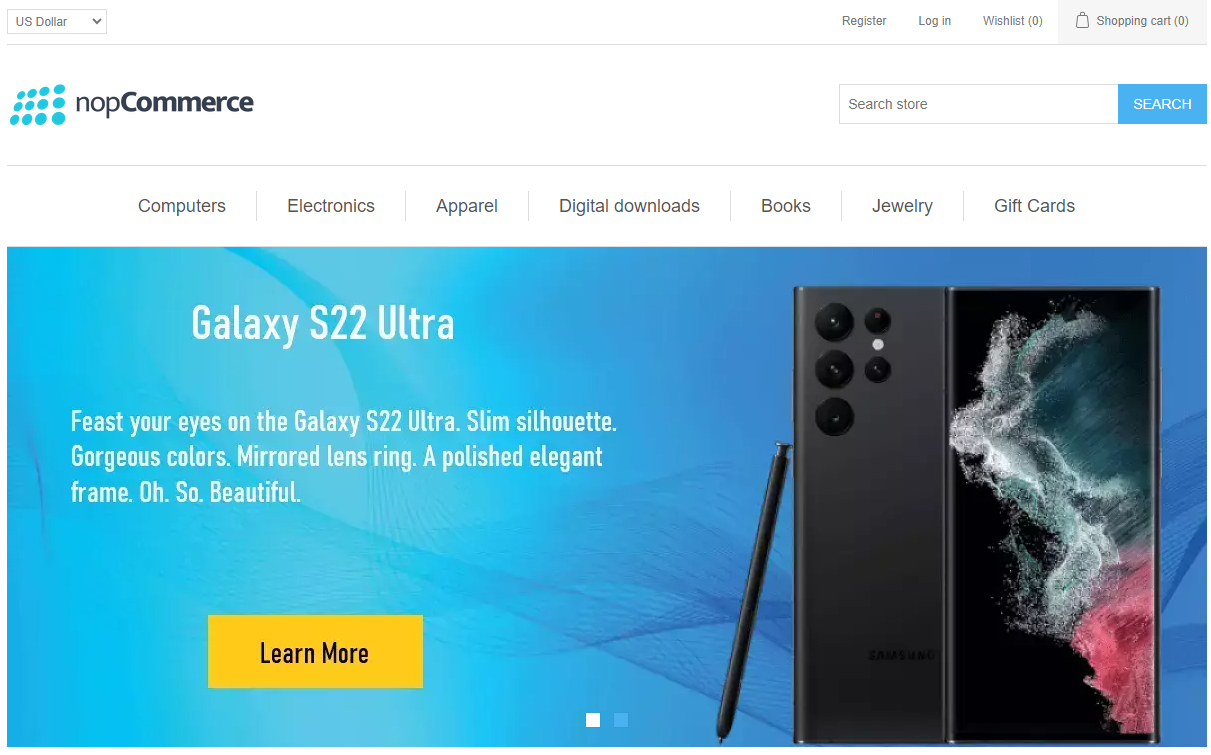 US Dollar
Register
Log in
Wishlist (0)
Shopping cart (0)
nopCommerce
Search store
SEARCH
Computers
Electronics
Apparel
Digital downloads
Books
Jewelry
Gift Cards
Galaxy S22 Ultra
Feast your eyes on the Galaxy S22 Ultra. Slim silhouette.
Gorgeous colors. Mirrored lens ring. A polished elegant
frame. Oh. So. Beautiful.
Learn More
SAMSUNG